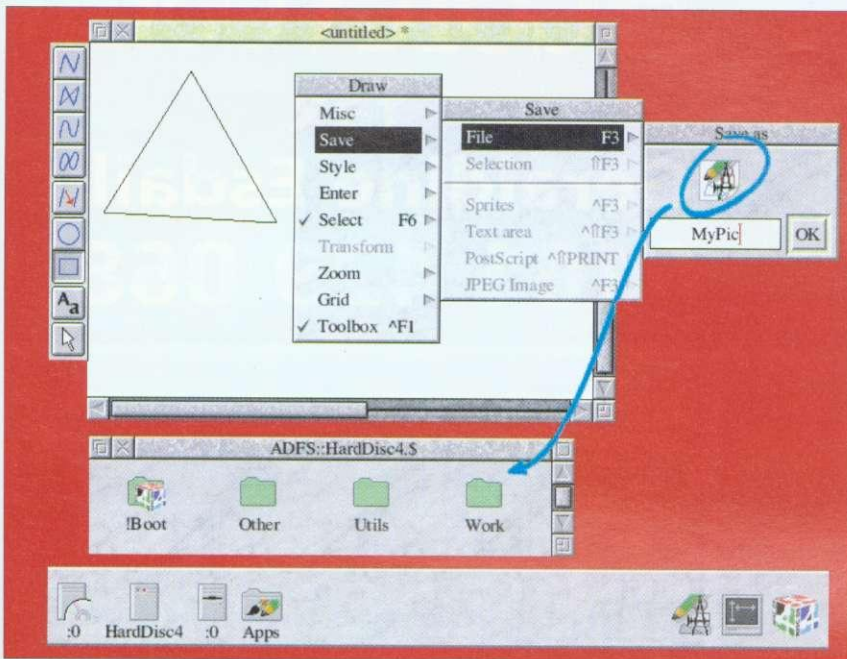 <untitled> *
Draw
Misc
Save
Style
Enter
✓ Select F6
Transform
Zoom
Grid
✓ Toolbox ^F1
Save
File F3
Selection ⇑F3
Sprites ^F3
Text area ^⇑F3
PostScript ^⇑PRINT
JPEG Image ^F3
Save as
MyPic
OK
Aa
ADFS::HardDisc4.$
!Boot
Other
Utils
Work
:0
HardDisc4
:0
Apps